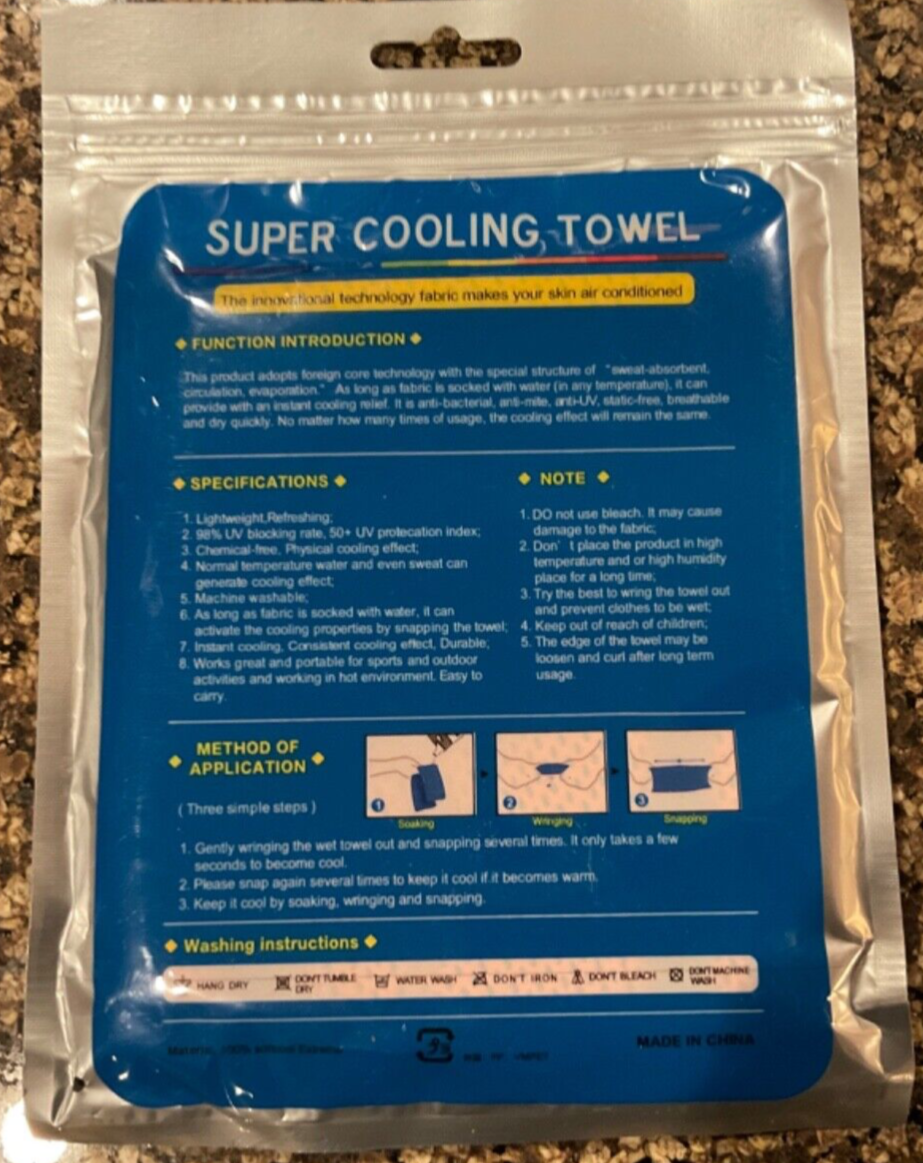 SUPER COOLING TOWEL
The innovational technology fabric makes your skin air conditioned
◆ FUNCTION INTRODUCTION ◆
This product adopts foreign core technology with the special structure of "sweat-absorbent,
circulation, evaporation." As long as fabric is socked with water (in any temperature), it can
provide with an instant cooling relief. It is anti-bacterial, anti-mite, anti-UV, static-free, breathable
and dry quickly. No matter how many times of usage, the cooling effect will remain the same.
◆ SPECIFICATIONS ◆
1. Lightweight,Refreshing;
2. 98% UV blocking rate, 50+ UV protecation index;
3. Chemical-free, Physical cooling effect;
4. Normal temperature water and even sweat can
generate cooling effect;
5. Machine washable;
6. As long as fabric is socked with water, it can
activate the cooling properties by snapping the towel;
7. Instant cooling, Consistent cooling effect, Durable;
8. Works great and portable for sports and outdoor
activities and working in hot environment. Easy to
carry.
◆ NOTE ◆
1. DO not use bleach. It may cause
damage to the fabric;
2. Don' t place the product in high
temperature and or high humidity
place for a long time;
3. Try the best to wring the towel out
and prevent clothes to be wet;
4. Keep out of reach of children;
5. The edge of the towel may be
loosen and curl after long term
usage.
◆ METHOD OF
APPLICATION ◆
( Three simple steps )
1
2
3
Soaking
Wringing
Snapping
1. Gently wringing the wet towel out and snapping several times. It only takes a few
seconds to become cool.
2. Please snap again several times to keep it cool if it becomes warm.
3. Keep it cool by soaking, wringing and snapping.
◆ Washing instructions ◆
HANG DRY
DON'T TUMBLE
DRY
WATER WASH
DON'T IRON
DON'T BLEACH
DON'T MACHINE
WASH
MADE IN CHINA